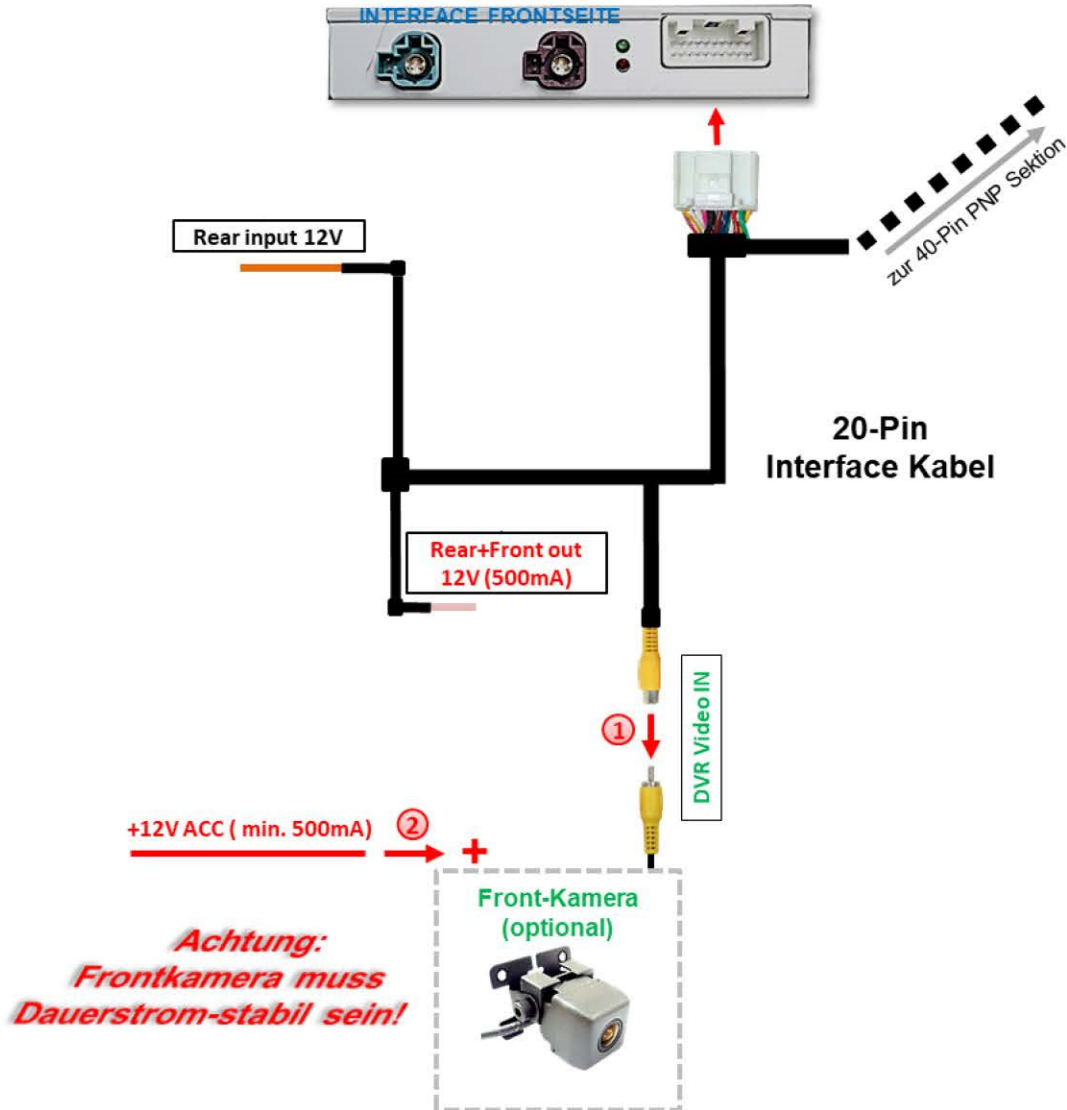 INTERFACE FRONTSEITE
zur 40-Pin PNP Sektion
Rear input 12V
20-Pin
Interface Kabel
Rear+Front out
12V (500mA)
DVR Video IN
1
+12V ACC ( min. 500mA)
2
+
Front-Kamera
(optional)
Achtung:
Frontkamera muss
Dauerstrom-stabil sein!